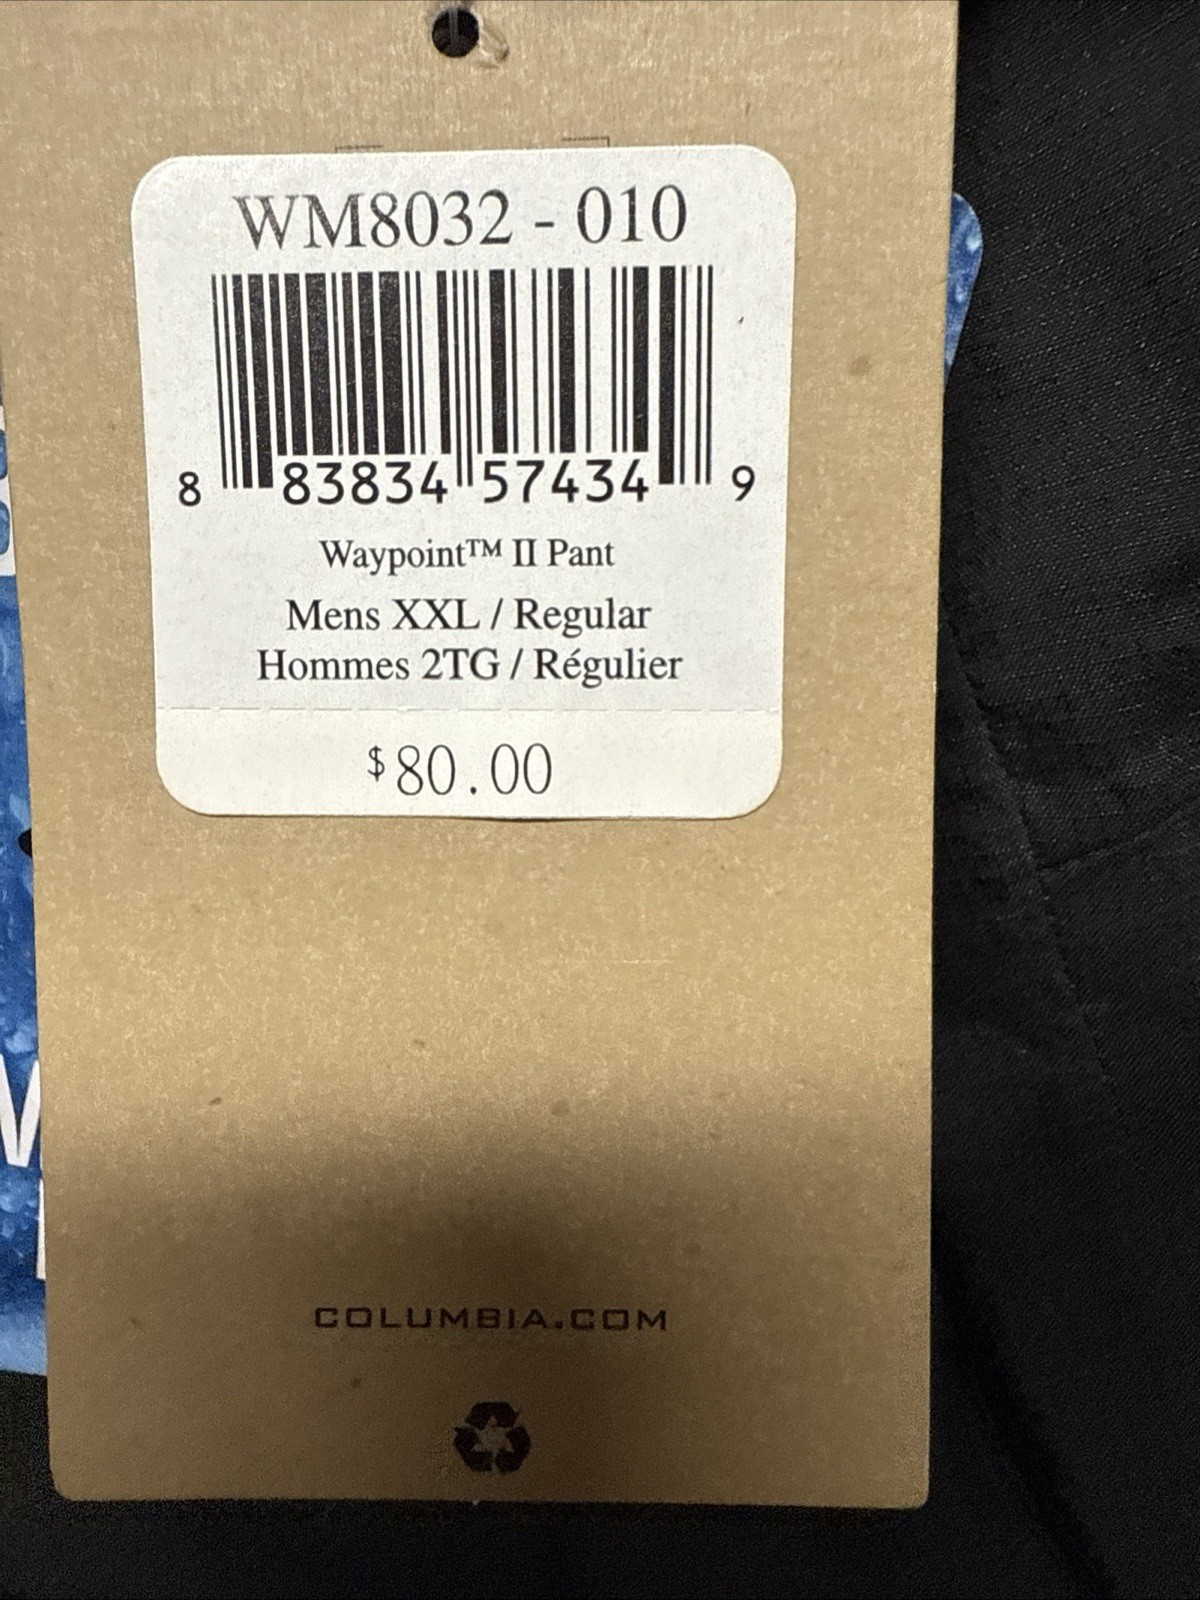 WM8032 - 010
8 83834 57434 9
Waypoint™ II Pant
Mens XXL / Regular
Hommes 2TG / Régulier
$80.00
COLUMBIA.COM